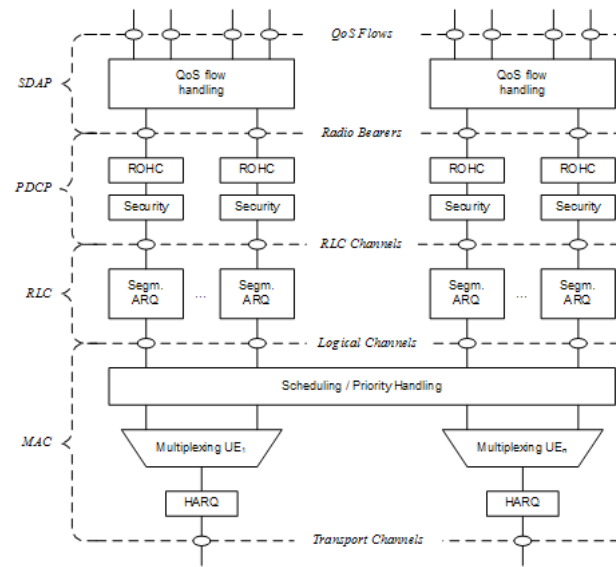 QoS Flows
SDAP
QoS flow
handling
QoS flow
handling
Radio Bearers
PDCP
ROHC
ROHC
ROHC
ROHC
Security
Security
Security
Security
RLC Channels
RLC
Segm.
ARQ
...
Segm.
ARQ
Segm.
ARQ
...
Segm.
ARQ
Logical Channels
Scheduling / Priority Handling
MAC
Multiplexing UE₁
Multiplexing UEₙ
HARQ
HARQ
Transport Channels